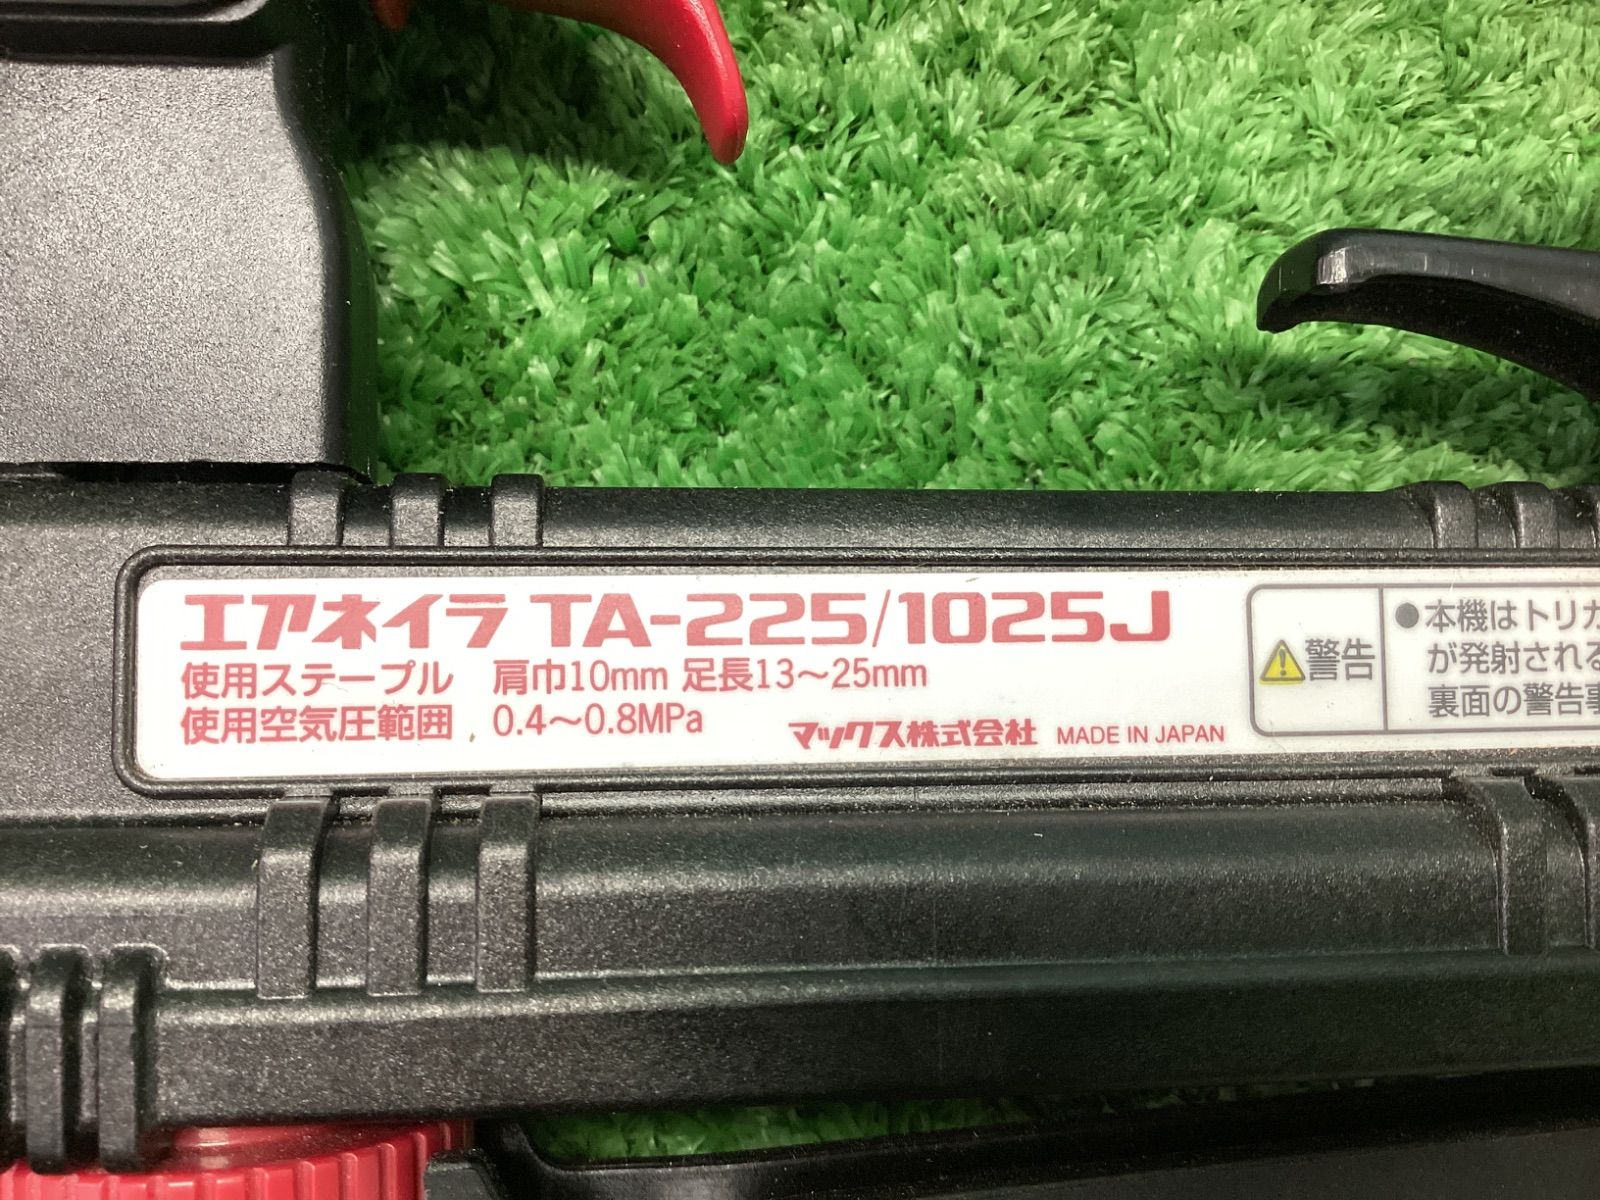 エアネイラ TA-225/1025J
使用ステープル 肩巾10mm 足長13～25mm
使用空気圧範囲 0.4～0.8MPa
マックス株式会社 MADE IN JAPAN
警告
●本機はトリガ
が発射される
裏面の警告事